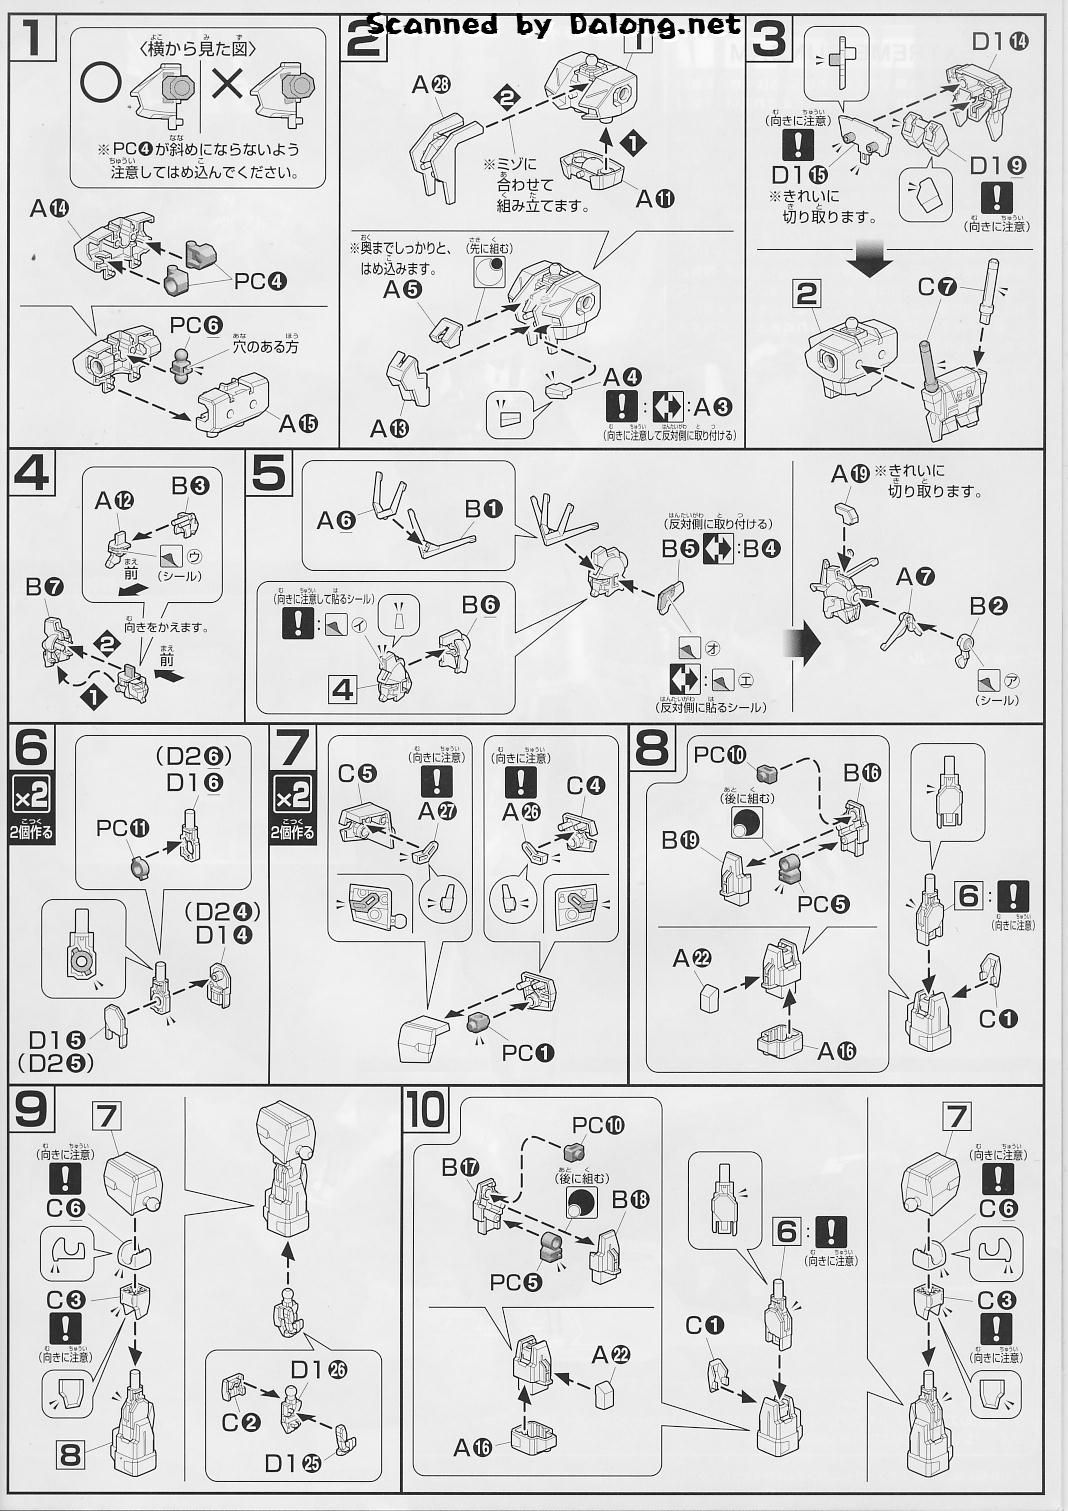 Scanned by Dalong.net
1
〈横から見た図〉
※PC❹が斜めにならないよう
注意してはめ込んでください。
A⓮
PC❹
PC❻
穴のある方
A⓯
2
1
A㉘
❷
❶
※ミゾに
合わせて
組み立てます。
A⓫
※奥までしっかりと、
はめ込みます。
(先に組む)
A❺
A⓭
A❹
!:A❸
(向きに注意して反対側に取り付ける)
3
D1⓮
(向きに注意)
!
D1⓯
※きれいに
切り取ります。
D1❾
!
(向きに注意)
2
C❼
4
A⓬
B❸
ウ
(シール)
前
B❼
向きをかえます。
❷
前
❶
5
A❻
B❶
(反対側に取り付ける)
B❺:B❹
(向きに注意して貼るシール)
!:イ
B❻
4
オ
:エ
(反対側に貼るシール)
A⓳
※きれいに
切り取ります。
A❼
B❷
ア
(シール)
6
×2
2個作る
(D2❻)
D1❻
PC⓫
(D2❹)
D1❹
D1❺
(D2❺)
7
×2
2個作る
C❺
(向きに注意)
!
A㉗
(向きに注意)
!
A㉖
C❹
PC❶
8
PC❿
B⓰
(後に組む)
B⓳
PC❺
A㉒
A⓰
6:!
(向きに注意)
C❶
9
7
(向きに注意)
!
C❻
C❸
!
(向きに注意)
8
D1㉖
C❷
D1㉕
10
PC❿
B⓱
(後に組む)
B⓲
PC❺
A㉒
A⓰
6:!
(向きに注意)
C❶
7
(向きに注意)
!
C❻
C❸
!
(向きに注意)